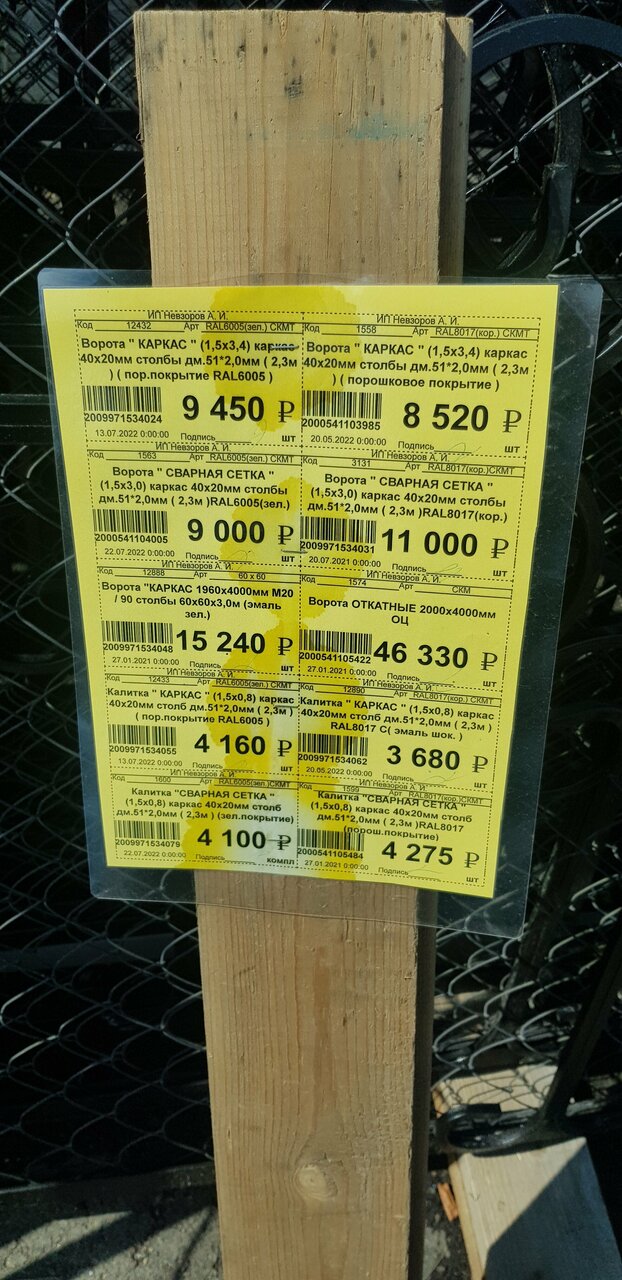 ИП Невзоров А. И.
Код 12432 Арт RAL6005(зел.) СКМТ
Ворота " КАРКАС " (1,5х3,4) каркас
40х20мм столбы дм.51*2,0мм ( 2,3м
) ( пор.покрытие RAL6005 )
9 450 ₽
2009971534024
13.07.2022 0:00:00 Подпись шт
ИП Невзоров А. И.
Код 1558 Арт RAL8017(кор.) СКМТ
Ворота " КАРКАС " (1,5х3,4) каркас
40х20мм столбы дм.51*2,0мм ( 2,3м
) ( порошковое покрытие )
8 520 ₽
2000541103985
20.05.2022 0:00:00 Подпись шт
ИП Невзоров А. И.
Код 1563 Арт RAL6005(зел.) СКМТ
Ворота " СВАРНАЯ СЕТКА "
(1,5х3,0) каркас 40х20мм столбы
дм.51*2,0мм ( 2,3м )RAL6005(зел.)
9 000 ₽
2000541104005
22.07.2022 0:00:00 Подпись шт
ИП Невзоров А. И.
Код 3131 Арт RAL8017(кор.)СКМТ
Ворота " СВАРНАЯ СЕТКА "
(1,5х3,0) каркас 40х20мм столбы
дм.51*2,0мм ( 2,3м )RAL8017(кор.)
11 000 ₽
2009971534031
20.07.2021 0:00:00 Подпись шт
ИП Невзоров А. И.
Код 12888 Арт 60 х 60
Ворота "КАРКАС 1960х4000мм М20
/ 90 столбы 60х60х3,0м (эмаль
зел.)
15 240 ₽
2009971534048
27.01.2021 0:00:00 Подпись шт
ИП Невзоров А. И.
Код 1574 Арт СКМ
Ворота ОТКАТНЫЕ 2000х4000мм
ОЦ
46 330 ₽
2000541105422
27.01.2021 0:00:00 Подпись шт
ИП Невзоров А. И.
Код 12433 Арт RAL6005(зел.) СКМТ
Калитка " КАРКАС " (1,5х0,8) каркас
40х20мм столб дм.51*2,0мм ( 2,3м )
( пор.покрытие RAL6005 )
4 160 ₽
2009971534055
13.07.2022 0:00:00 Подпись шт
ИП Невзоров А. И.
Код 12890 Арт RAL8017(кор.) СКМТ
Калитка " КАРКАС " (1,5х0,8) каркас
40х20мм столб дм.51*2,0мм ( 2,3м )
RAL8017 С( эмаль шок. )
3 680 ₽
2009971534062
20.05.2022 0:00:00 Подпись шт
ИП Невзоров А. И.
Код 1600 Арт RAL6005(зел.) СКМТ
Калитка "СВАРНАЯ СЕТКА "
(1,5х0,8) каркас 40х20мм столб
дм.51*2,0мм ( 2,3м ) (зел.покрытие)
4 100 ₽
2009971534079
22.07.2022 0:00:00 Подпись компл
ИП Невзоров А. И.
Код 1599 Арт RAL8017(кор.)СКМТ
Калитка "СВАРНАЯ СЕТКА "
(1,5х0,8) каркас 40х20мм столб
дм.51*2,0мм ( 2,3м )RAL8017
(порош.покрытие)
4 275 ₽
2000541105484
27.01.2021 0:00:00 Подпись шт